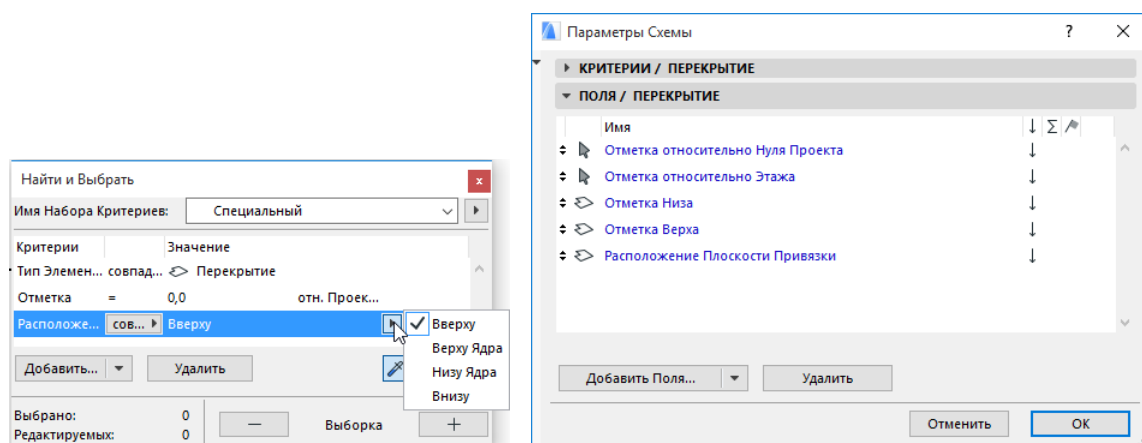 Найти и Выбрать
x
Имя Набора Критериев: Специальный
Критерии Значение
Тип Элемен... совпад... Перекрытие
Отметка = 0,0 отн. Проек...
Расположе... сов... Вверху
Вверху
Верху Ядра
Низу Ядра
Внизу
Добавить... Удалить
Выбрано: 0
Редактируемых: 0
— Выборка +
Параметры Схемы ? ×
КРИТЕРИИ / ПЕРЕКРЫТИЕ
ПОЛЯ / ПЕРЕКРЫТИЕ
Имя ↓ Σ
Отметка относительно Нуля Проекта ↓
Отметка относительно Этажа ↓
Отметка Низа ↓
Отметка Верха ↓
Расположение Плоскости Привязки ↓
Добавить Поля... Удалить
Отменить OK